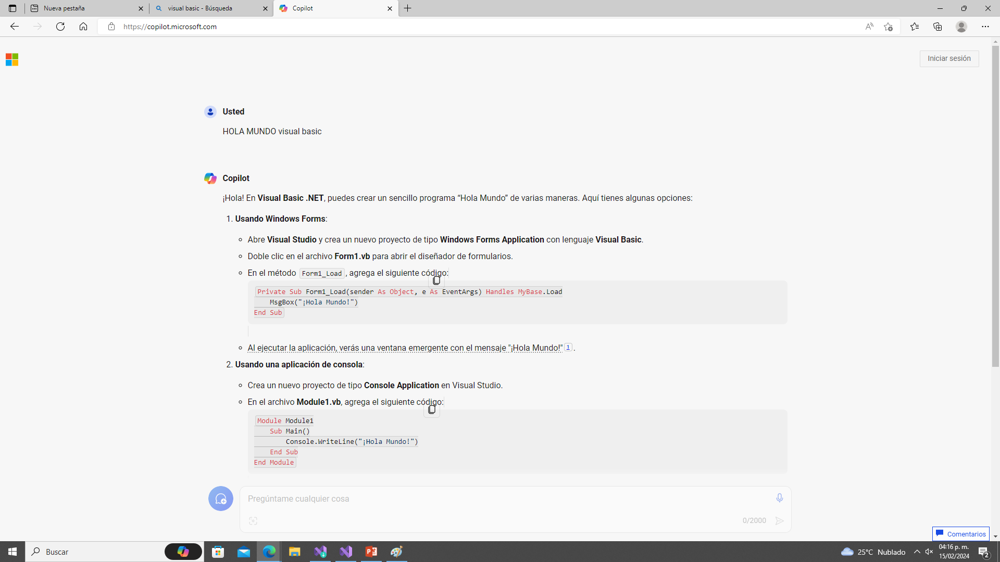 Nueva pestaña
visual basic - Búsqueda
Copilot
https://copilot.microsoft.com
Iniciar sesión
Usted
HOLA MUNDO visual basic
Copilot
¡Hola! En Visual Basic .NET, puedes crear un sencillo programa “Hola Mundo” de varias maneras. Aquí tienes algunas opciones:
1. Usando Windows Forms:
Abre Visual Studio y crea un nuevo proyecto de tipo Windows Forms Application con lenguaje Visual Basic.
Doble clic en el archivo Form1.vb para abrir el diseñador de formularios.
En el método Form1_Load, agrega el siguiente código:
Private Sub Form1_Load(sender As Object, e As EventArgs) Handles MyBase.Load
MsgBox("¡Hola Mundo!")
End Sub
Al ejecutar la aplicación, verás una ventana emergente con el mensaje "¡Hola Mundo!" 1 .
2. Usando una aplicación de consola:
Crea un nuevo proyecto de tipo Console Application en Visual Studio.
En el archivo Module1.vb, agrega el siguiente código:
Module Module1
Sub Main()
Console.WriteLine("¡Hola Mundo!")
End Sub
End Module
Pregúntame cualquier cosa
0/2000
Comentarios
Buscar
25°C Nublado
04:16 p. m.
15/02/2024
2